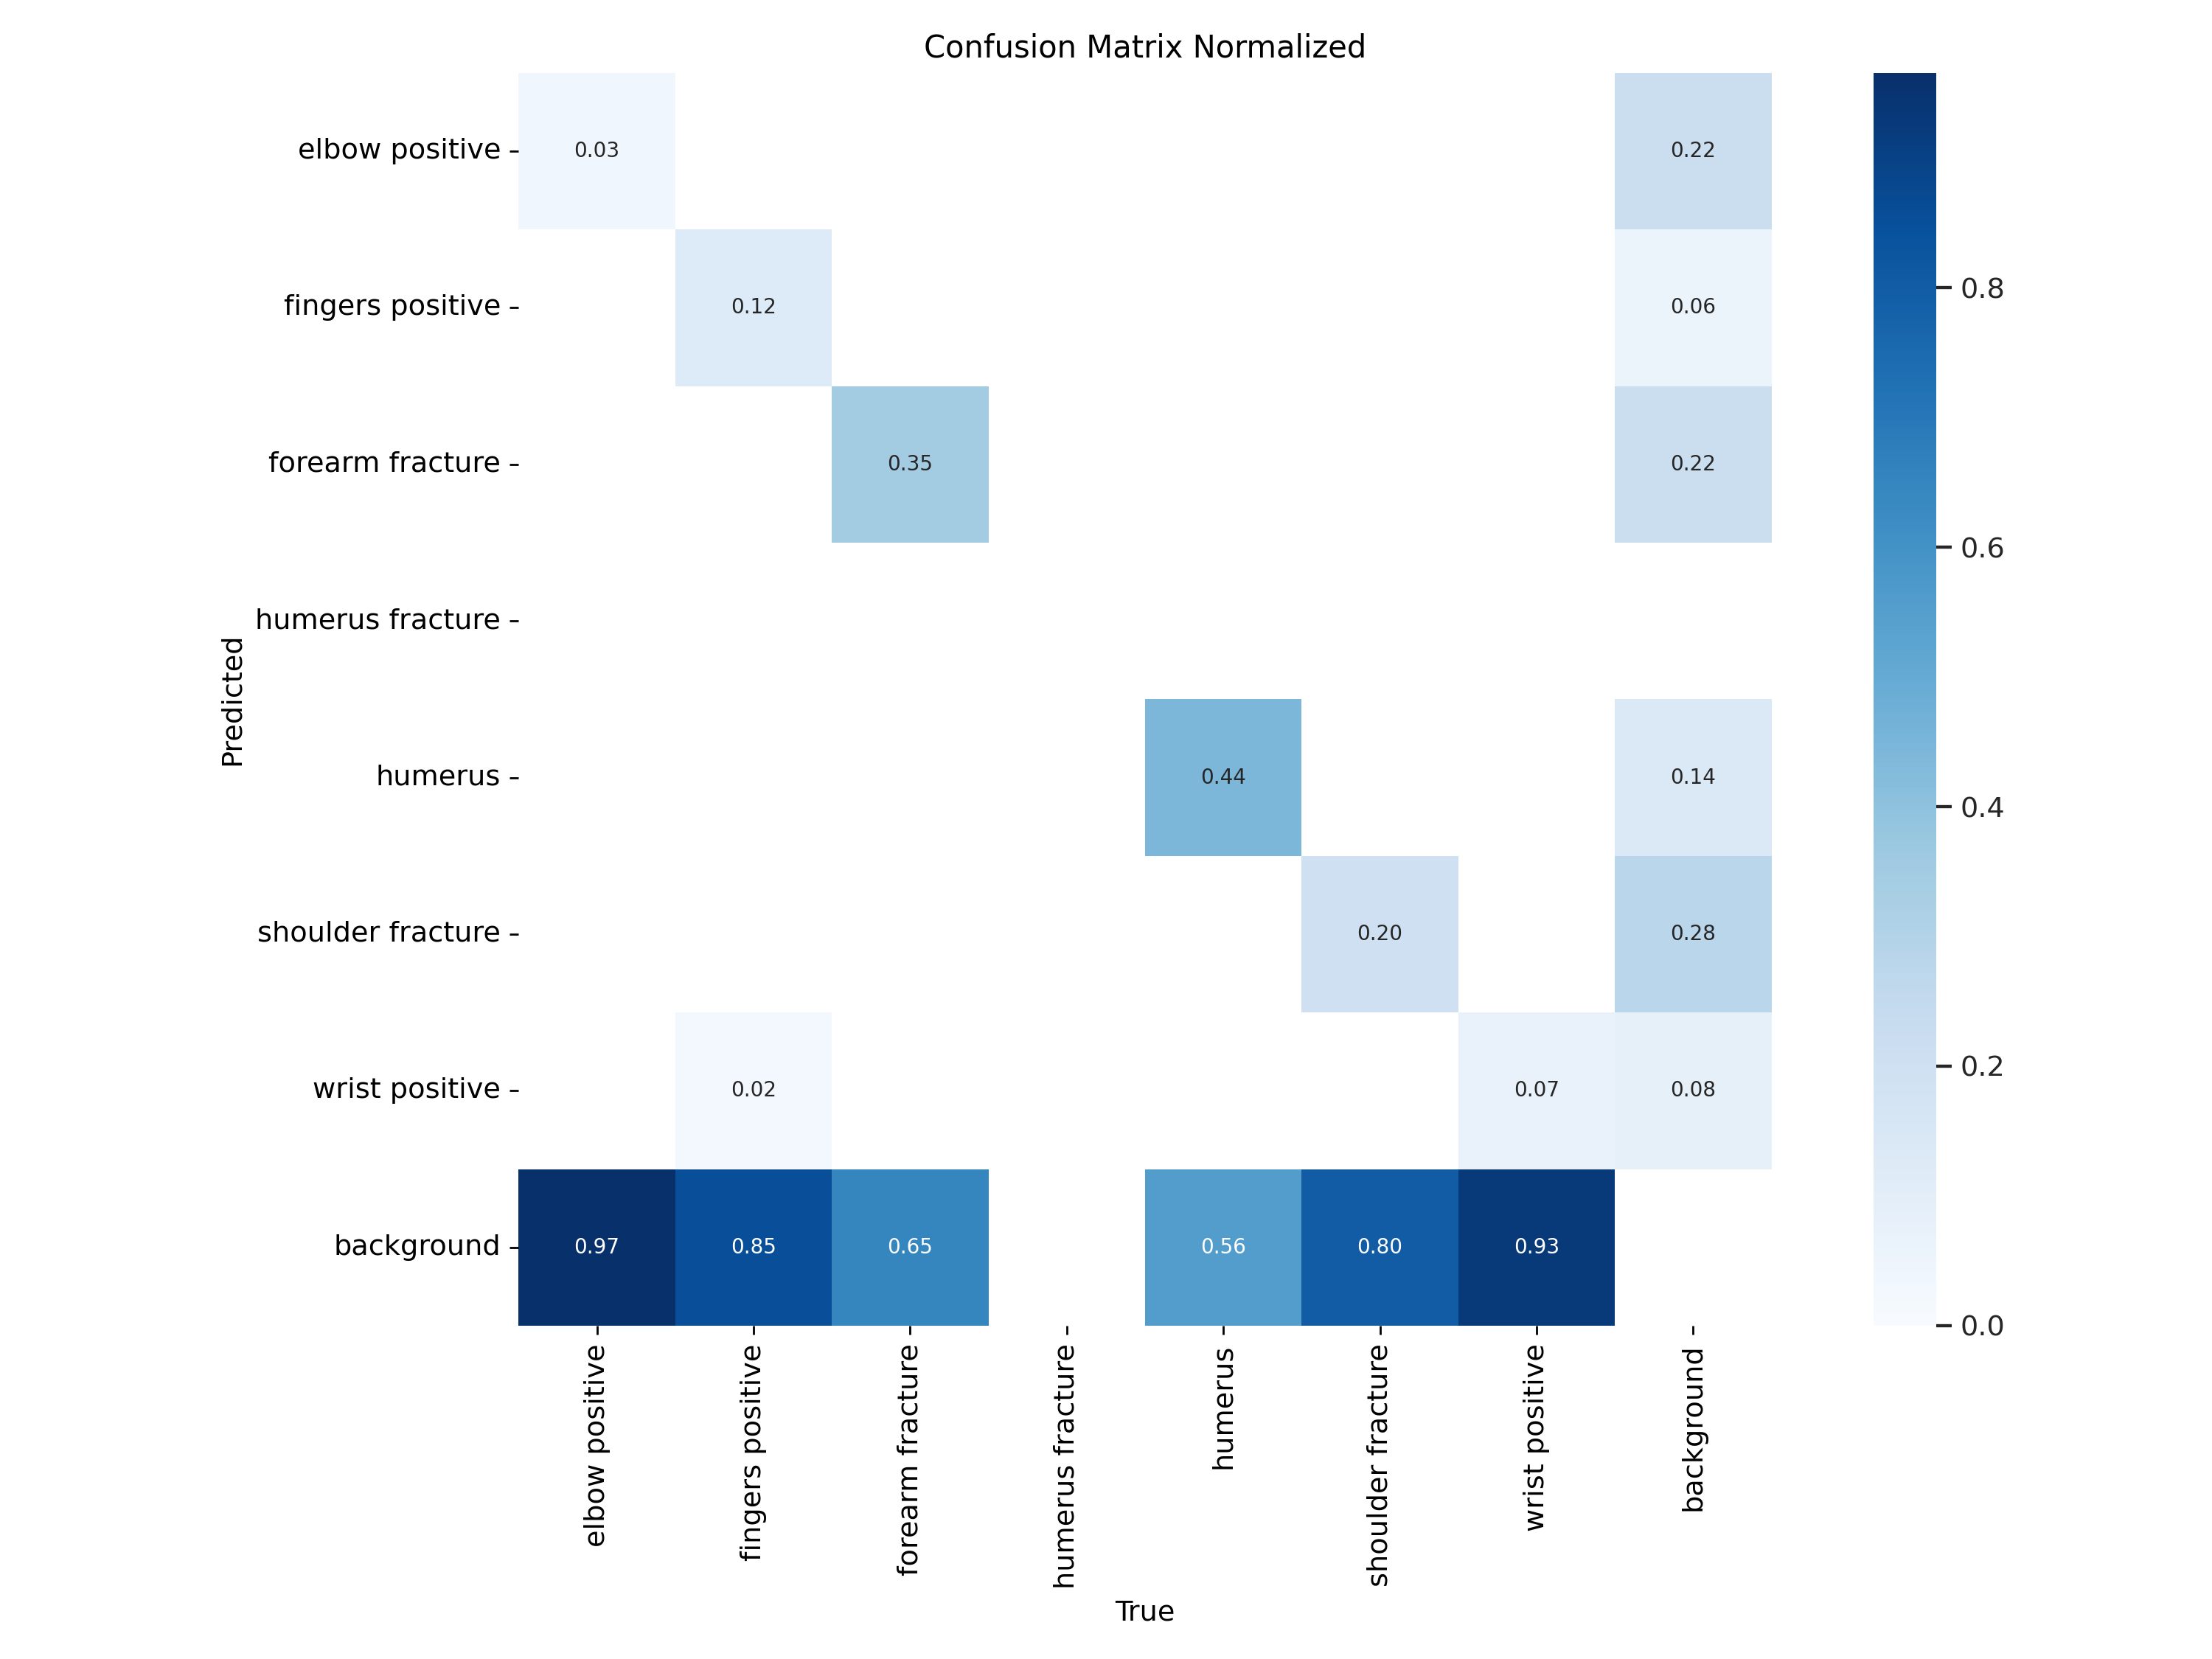 Confusion Matrix Normalized
elbow positive
0.03
0.22
fingers positive
0.12
0.06
0.8
forearm fracture
0.35
0.22
0.6
humerus fracture
Predicted
humerus
0.44
0.14
0.4
shoulder fracture
0.20
0.28
wrist positive
0.02
0.07
0.08
0.2
background
0.97
0.85
0.65
0.56
0.80
0.93
0.0
elbow positive
fingers positive
forearm fracture
humerus fracture
humerus
shoulder fracture
wrist positive
background
True